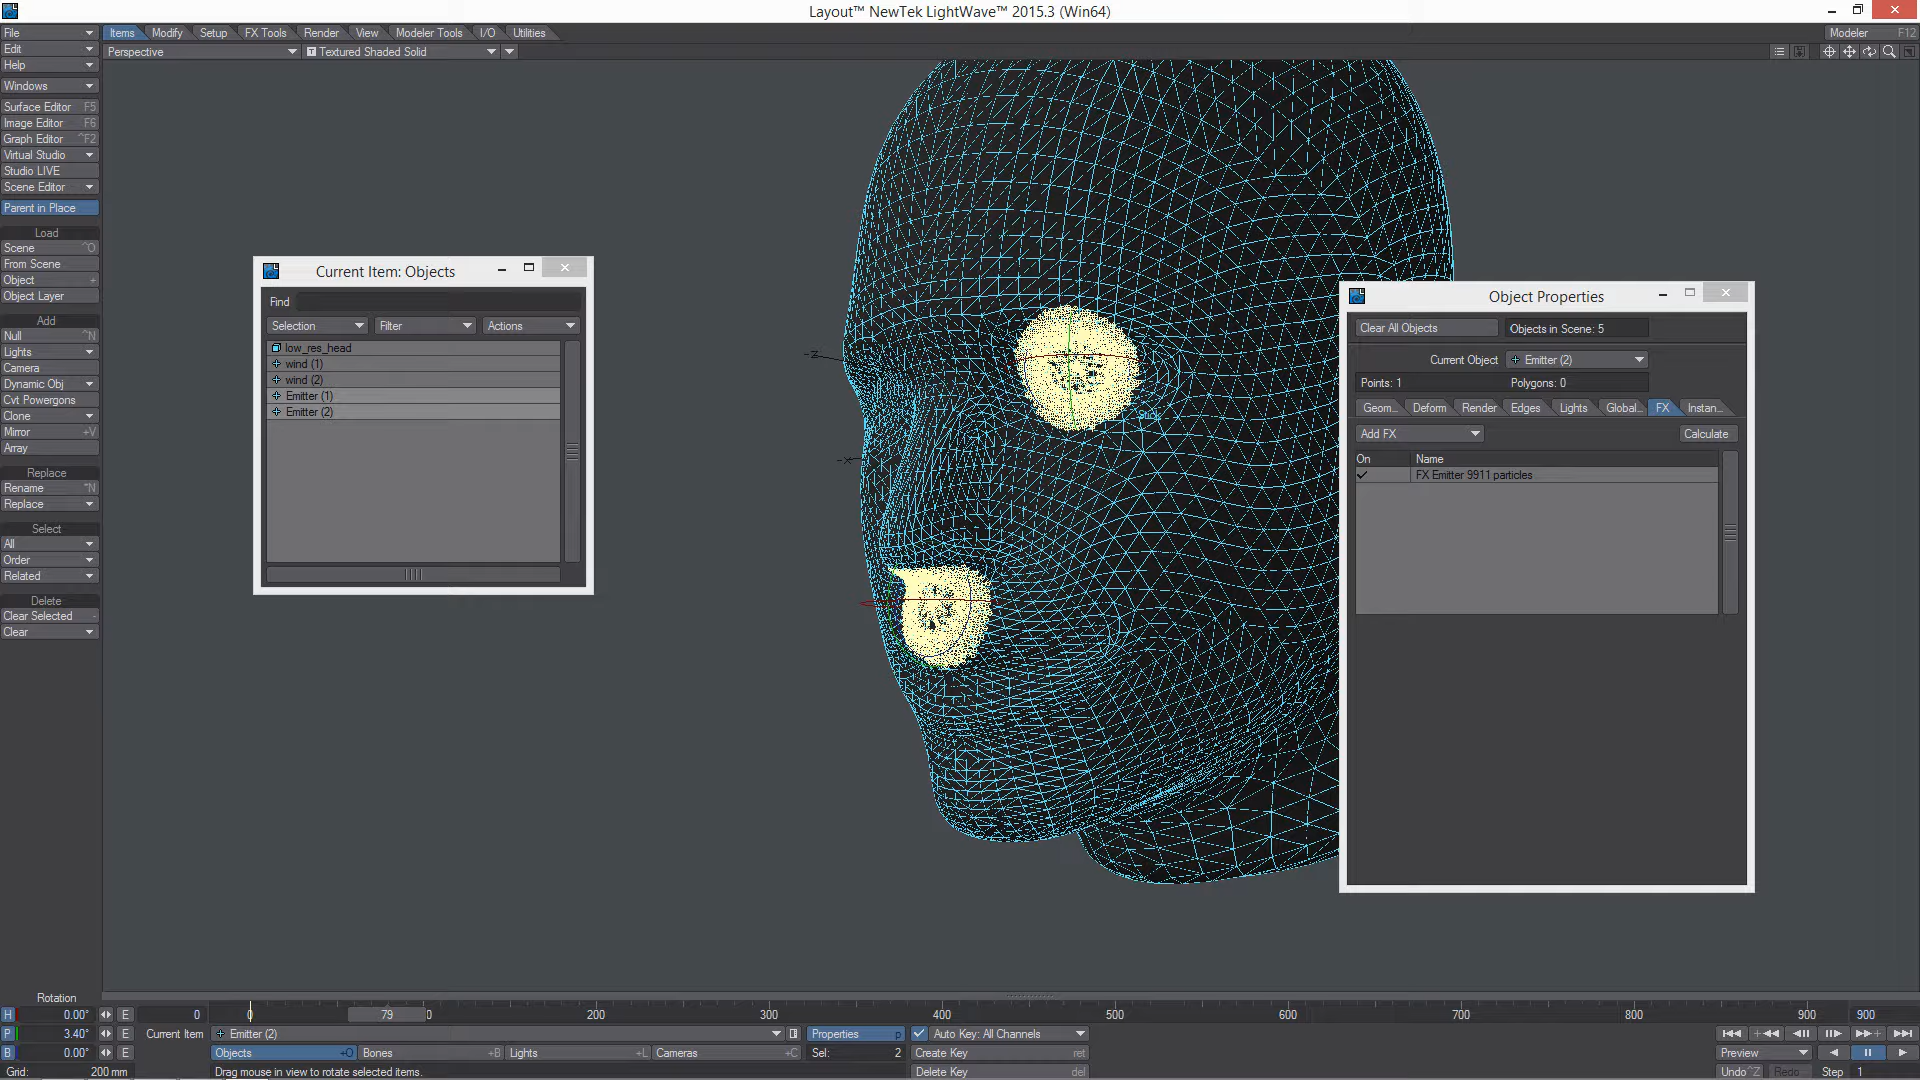 Layout™ NewTek LightWave™ 2015.3 (Win64)
File
Items Modify Setup FX Tools Render View Modeler Tools I/O Utilities
Modeler F12
Edit
Perspective
T Textured Shaded Solid
Help
Windows
Surface Editor F5
Image Editor F6
Graph Editor ^F2
Virtual Studio
Studio LIVE
Scene Editor
Parent in Place
Load
Scene ^O
From Scene
Object +
Object Layer
Add
Null ^N
Lights
Camera
Dynamic Obj
Cvt Powergons
Clone
Mirror +V
Array
Replace
Rename ^N
Replace
Select
All
Order
Related
Delete
Clear Selected -
Clear
Current Item: Objects
Find
Selection Filter Actions
low_res_head
wind (1)
wind (2)
Emitter (1)
Emitter (2)
-Z
-X
Object Properties
Clear All Objects Objects in Scene: 5
Current Object Emitter (2)
Points: 1 Polygons: 0
Geom... Deform Render Edges Lights Global... FX Instan...
Add FX Calculate
On Name
FX Emitter 9911 particles
Rotation
H 0.00° E
P 3.40° E
B 0.00° E
Grid: 200 mm
0 0 79 0 200 300 400 500 600 700 800 900 900
Current Item Emitter (2) Properties p Auto Key: All Channels
Objects +O Bones +B Lights +L Cameras +C Sel: 2 Create Key ret
Drag mouse in view to rotate selected items. Delete Key del
Preview
Undo ^Z Redo Step 1